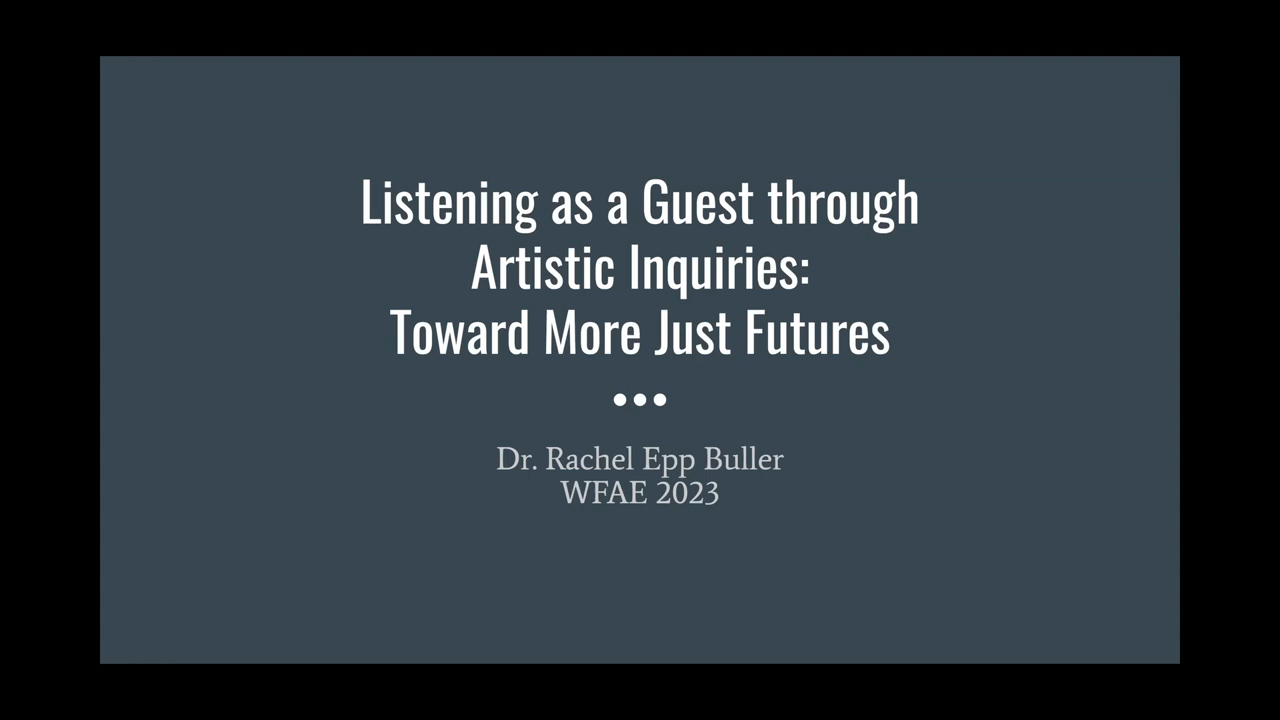 Listening as a Guest through
Artistic Inquiries:
Toward More Just Futures
Dr. Rachel Epp Buller
WFAE 2023